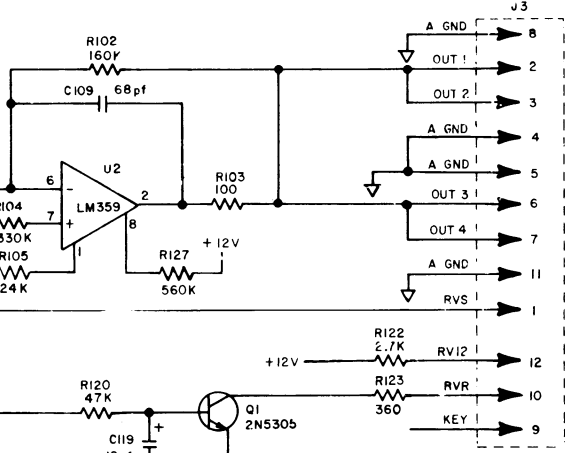 J3
A GND 8
R102
160K
OUT 1 2
C109 68pf
OUT 2 3
A GND 4
U2
A GND 5
6 -
R103
100
2
LM359
OUT 3 6
7 +
8
+12V
OUT 4 7
330K
1
R105
R127
A GND 11
24K
560K
RVS 1
R122
2.7K
+12V
RV12 12
R120
47K
R123
360
RVR 10
Q1
2N5305
KEY 9
C119 +